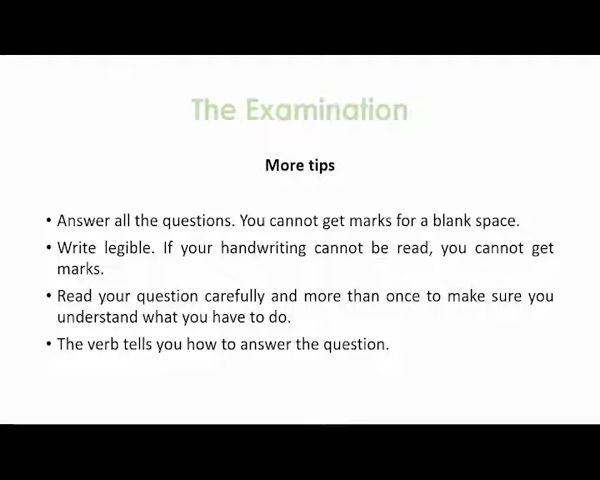 The Examination
More tips
• Answer all the questions. You cannot get marks for a blank space.
• Write legible. If your handwriting cannot be read, you cannot get
marks.
• Read your question carefully and more than once to make sure you
understand what you have to do.
• The verb tells you how to answer the question.